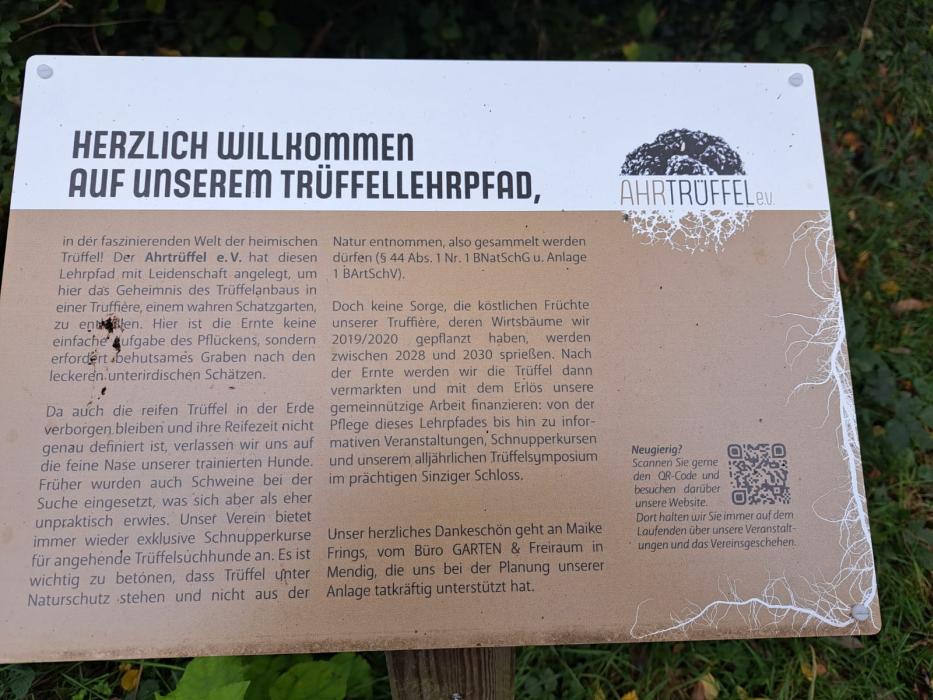 HERZLICH WILLKOMMEN
AUF UNSEREM TRÜFFELLEHRPFAD,
AHRTRÜFFEL e.V.
in der faszinierenden Welt der heimischen
Trüffel! Der Ahrtrüffel e. V. hat diesen
Lehrpfad mit Leidenschaft angelegt, um
hier das Geheimnis des Trüffelanbaus in
einer Truffière, einem wahren Schatzgarten,
zu Hier ist die Ernte keine
einfache des Pflückens, sondern
erfordert behutsames Graben nach den
leckeren unterirdischen Schätzen.
Da auch die reifen Trüffel in der Erde
verborgen bleiben und ihre Reifezeit nicht
genau definiert ist, verlassen wir uns auf
die feine Nase unserer trainierten Hunde.
Früher wurden auch Schweine bei der
Suche eingesetzt, was sich aber als eher
unpraktisch erwies. Unser Verein bietet
immer wieder exklusive Schnupperkurse
für angehende Trüffelsuchhunde an. Es ist
wichtig zu betonen, dass Trüffel unter
Naturschutz stehen und nicht aus der
Natur entnommen, also gesammelt werden
dürfen (§ 44 Abs. 1 Nr. 1 BNatSchG u. Anlage
1 BArtSchV).
Doch keine Sorge, die köstlichen Früchte
unserer Truffière, deren Wirtsbäume wir
2019/2020 gepflanzt haben, werden
zwischen 2028 und 2030 sprießen. Nach
der Ernte werden wir die Trüffel dann
vermarkten und mit dem Erlös unsere
gemeinnützige Arbeit finanzieren: von der
Pflege dieses Lehrpfades bis hin zu infor-
mativen Veranstaltungen, Schnupperkursen
und unserem alljährlichen Trüffelsymposium
im prächtigen Sinziger Schloss.
Unser herzliches Dankeschön geht an Maike
Frings, vom Büro GARTEN & Freiraum in
Mendig, die uns bei der Planung unserer
Anlage tatkräftig unterstützt hat.
Neugierig?
Scannen Sie gerne
den QR-Code und
besuchen darüber
unsere Website.
Dort halten wir Sie immer auf dem
Laufenden über unsere Veranstalt-
ungen und das Vereinsgeschehen.